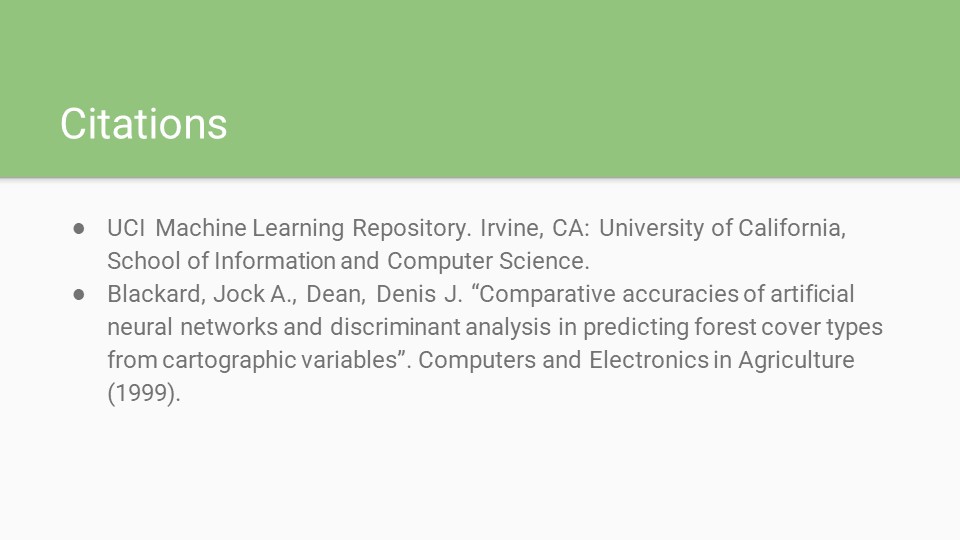 Citations
● UCI Machine Learning Repository. Irvine, CA: University of California,
School of Information and Computer Science.
● Blackard, Jock A., Dean, Denis J. “Comparative accuracies of artificial
neural networks and discriminant analysis in predicting forest cover types
from cartographic variables”. Computers and Electronics in Agriculture
(1999).